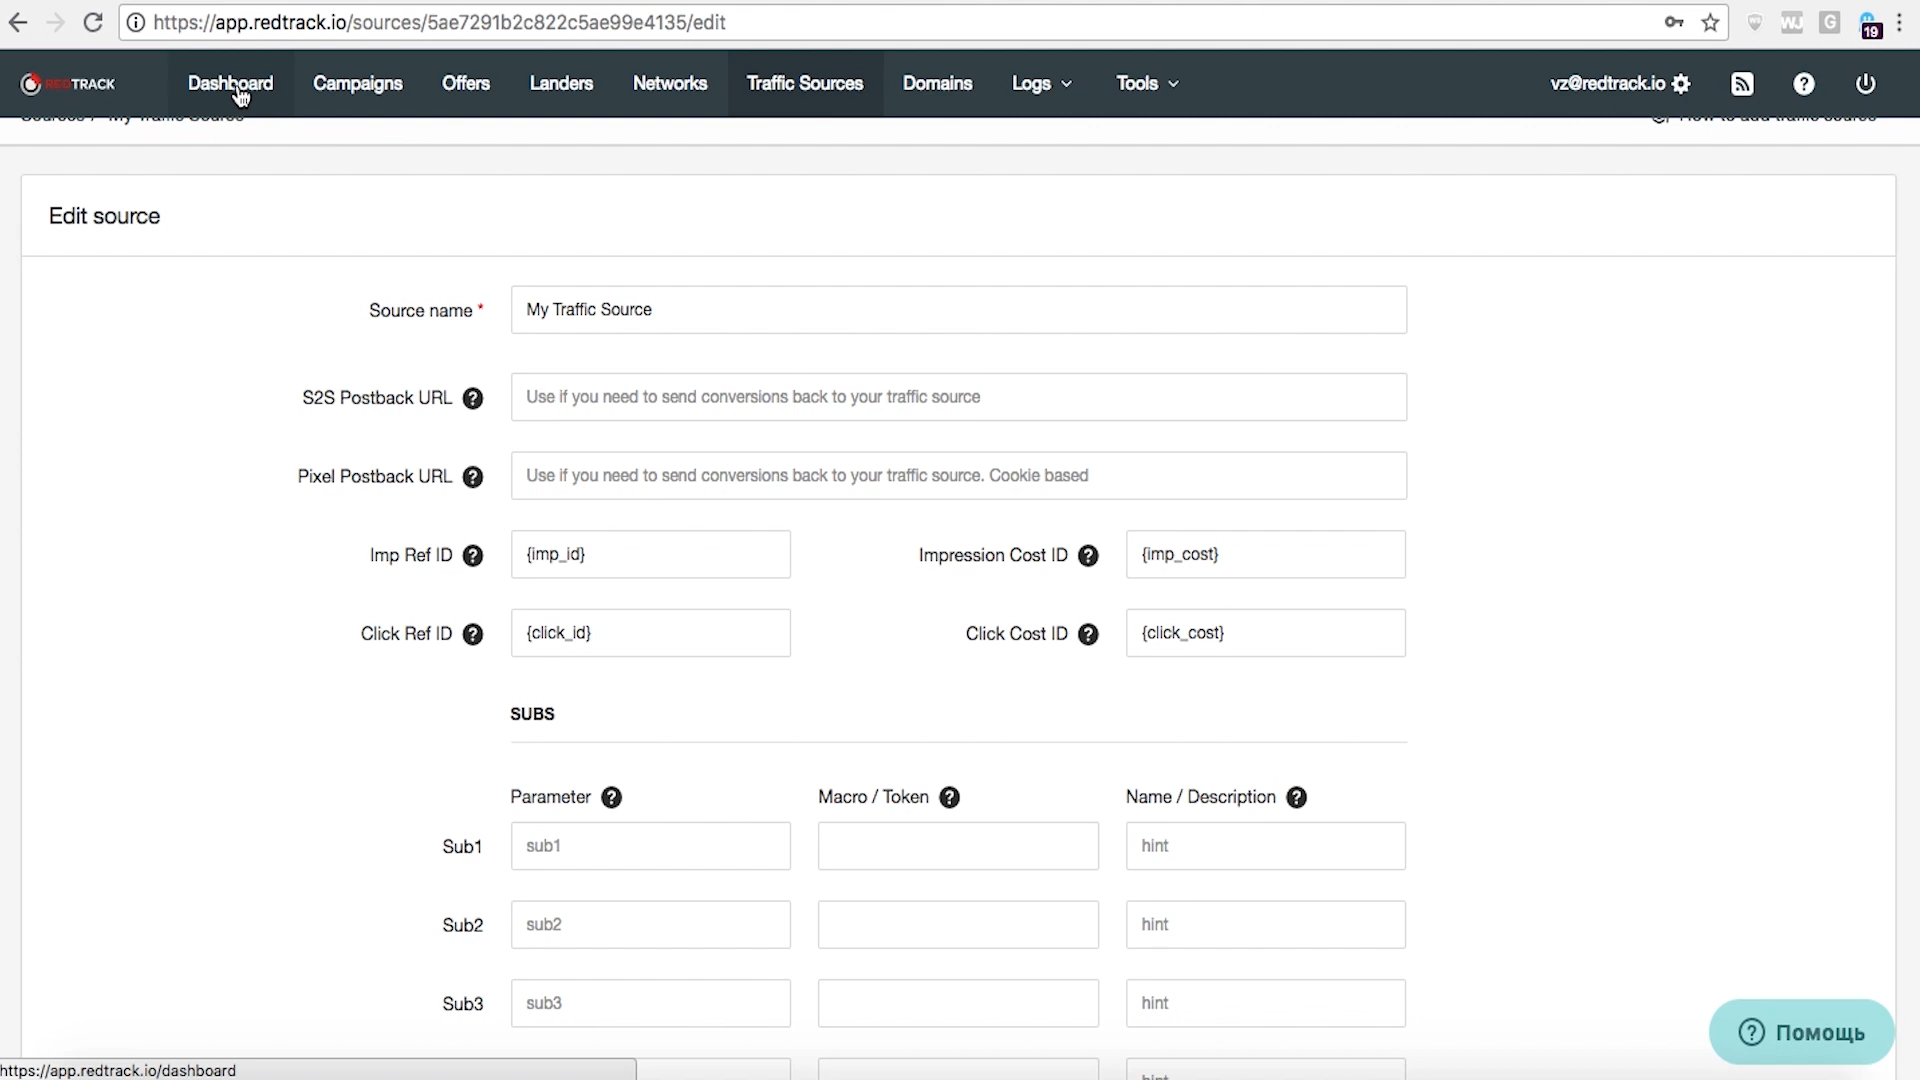 https://app.redtrack.io/sources/5ae7291b2c822c5ae99e4135/edit
WJ
G
19
REDTRACK
Dashboard
Campaigns
Offers
Landers
Networks
Traffic Sources
Domains
Logs
Tools
vz@redtrack.io
Sources / My Traffic Source
How to add traffic source
Edit source
Source name *
My Traffic Source
S2S Postback URL ?
Use if you need to send conversions back to your traffic source
Pixel Postback URL ?
Use if you need to send conversions back to your traffic source. Cookie based
Imp Ref ID ?
{imp_id}
Impression Cost ID ?
{imp_cost}
Click Ref ID ?
{click_id}
Click Cost ID ?
{click_cost}
SUBS
Parameter ?
Macro / Token ?
Name / Description ?
Sub1
sub1
hint
Sub2
sub2
hint
Sub3
sub3
hint
hint
Помощь
https://app.redtrack.io/dashboard